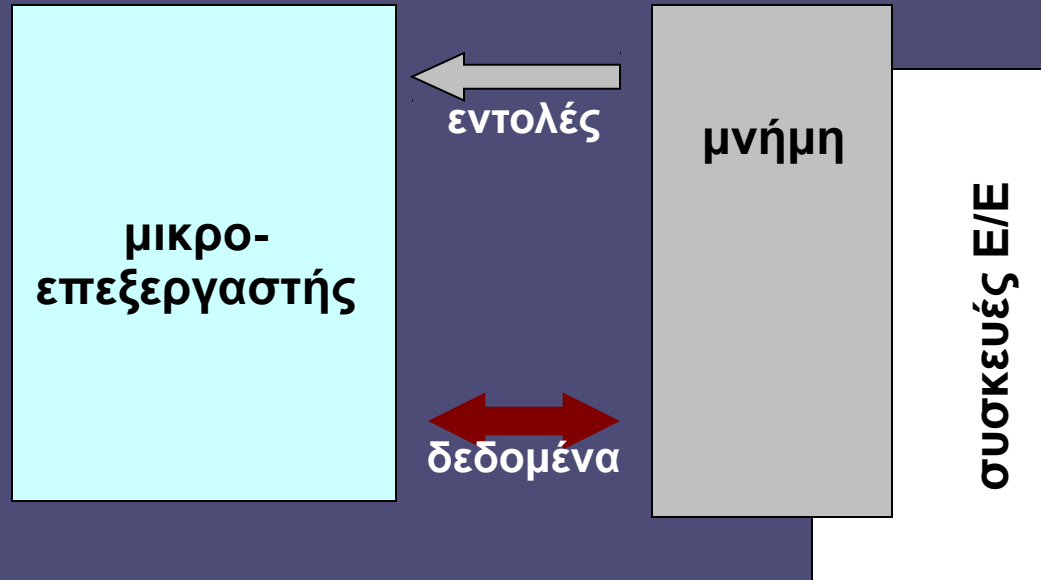 εντολές
μνήμη
μικρο-
επεξεργαστής
δεδομένα
συσκευές Ε/Ε